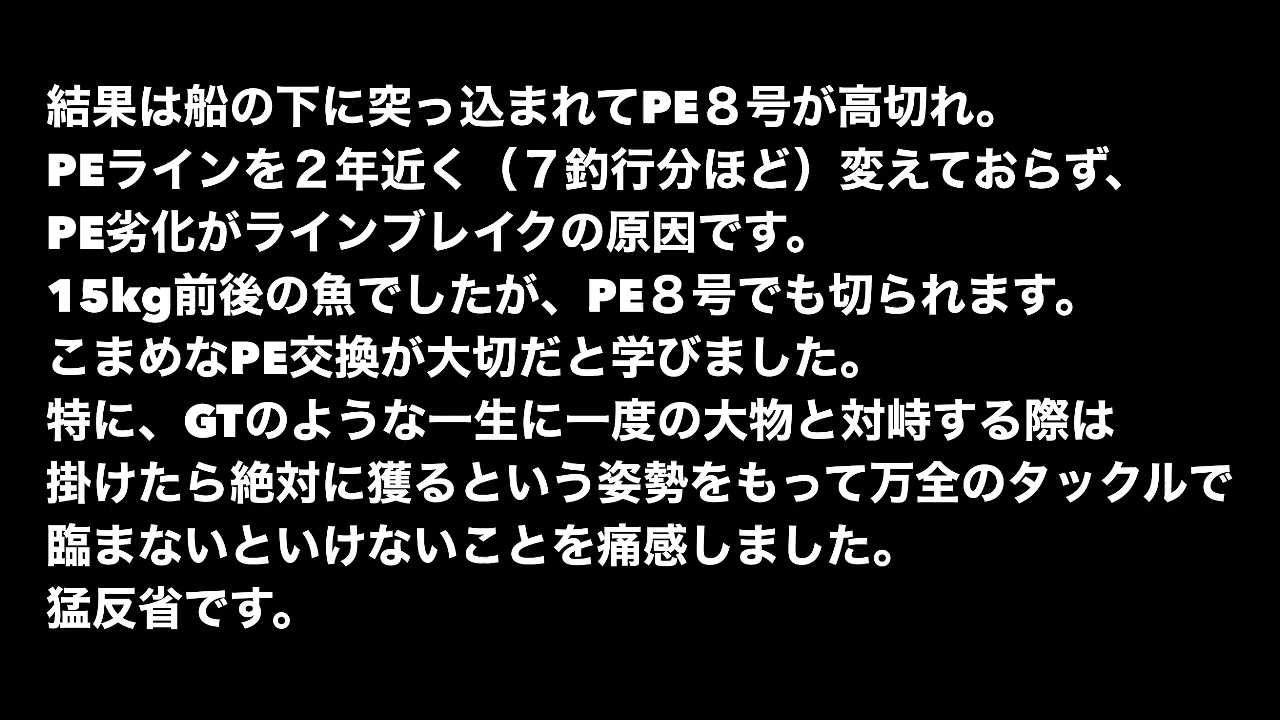 結果は船の下に突っ込まれてPE８号が高切れ。
PEラインを２年近く（７釣行分ほど）変えておらず、
PE劣化がラインブレイクの原因です。
15kg前後の魚でしたが、PE８号でも切られます。
こまめなPE交換が大切だと学びました。
特に、GTのような一生に一度の大物と対峙する際は
掛けたら絶対に獲るという姿勢をもって万全のタックルで
臨まないといけないことを痛感しました。
猛反省です。